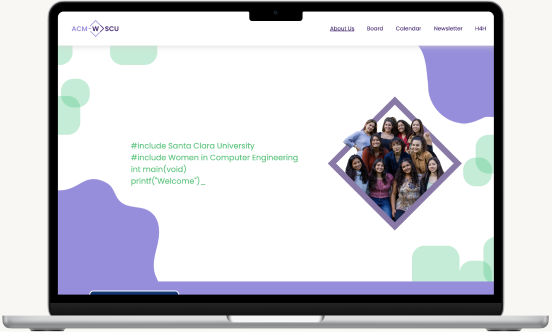 ACM-W SCU
About Us
Board
Calendar
Newsletter
H4H
#include Santa Clara University
#include Women in Computer Engineering
int main(void)
printf("Welcome")_